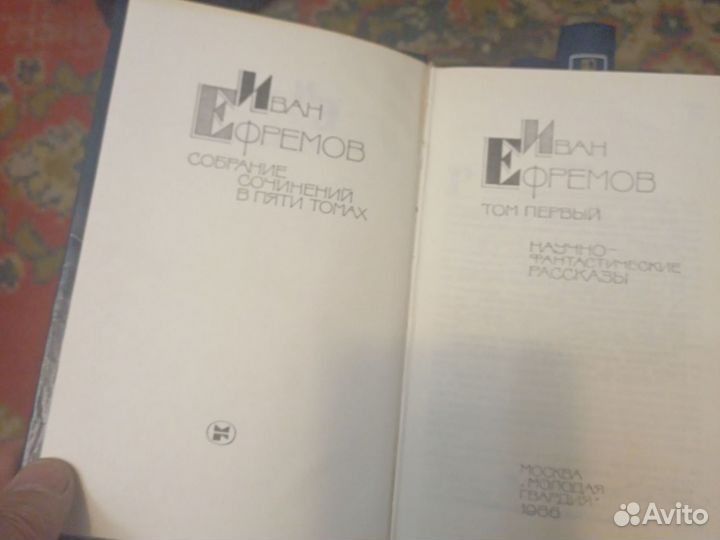 Иван
Ефремов
Собрание
сочинений
в пяти томах
Иван
Ефремов
Том первый
Научно-
фантастические
рассказы
Москва
„Молодая
гвардия"
1986
Avito